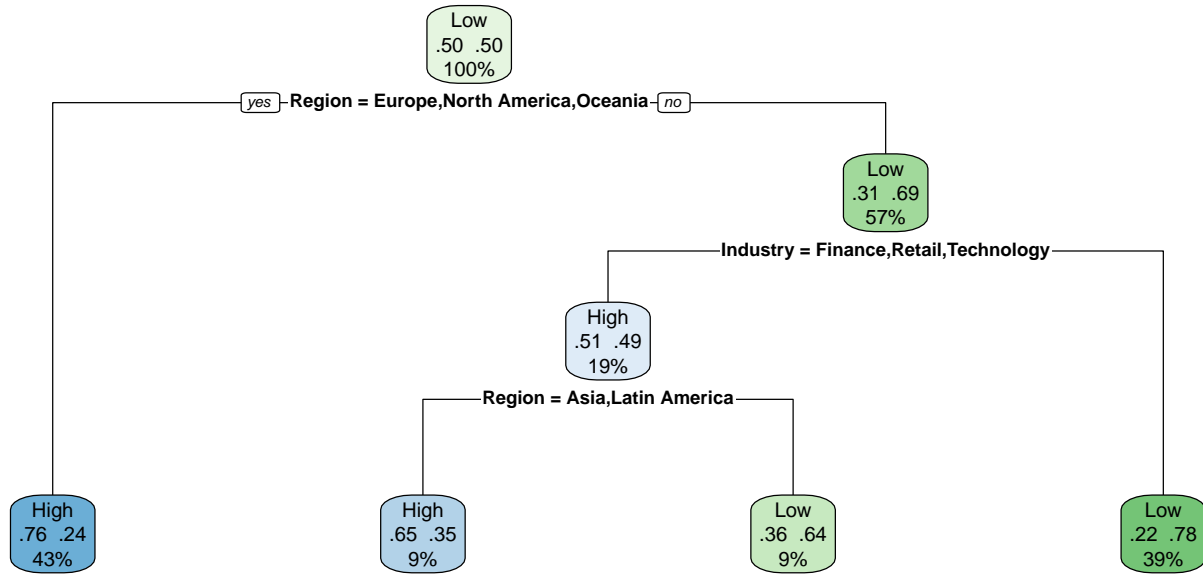 Low
.50 .50
100%
yes Region = Europe,North America,Oceania no
Low
.31 .69
57%
Industry = Finance,Retail,Technology
High
.51 .49
19%
Region = Asia,Latin America
High
.76 .24
43%
High
.65 .35
9%
Low
.36 .64
9%
Low
.22 .78
39%